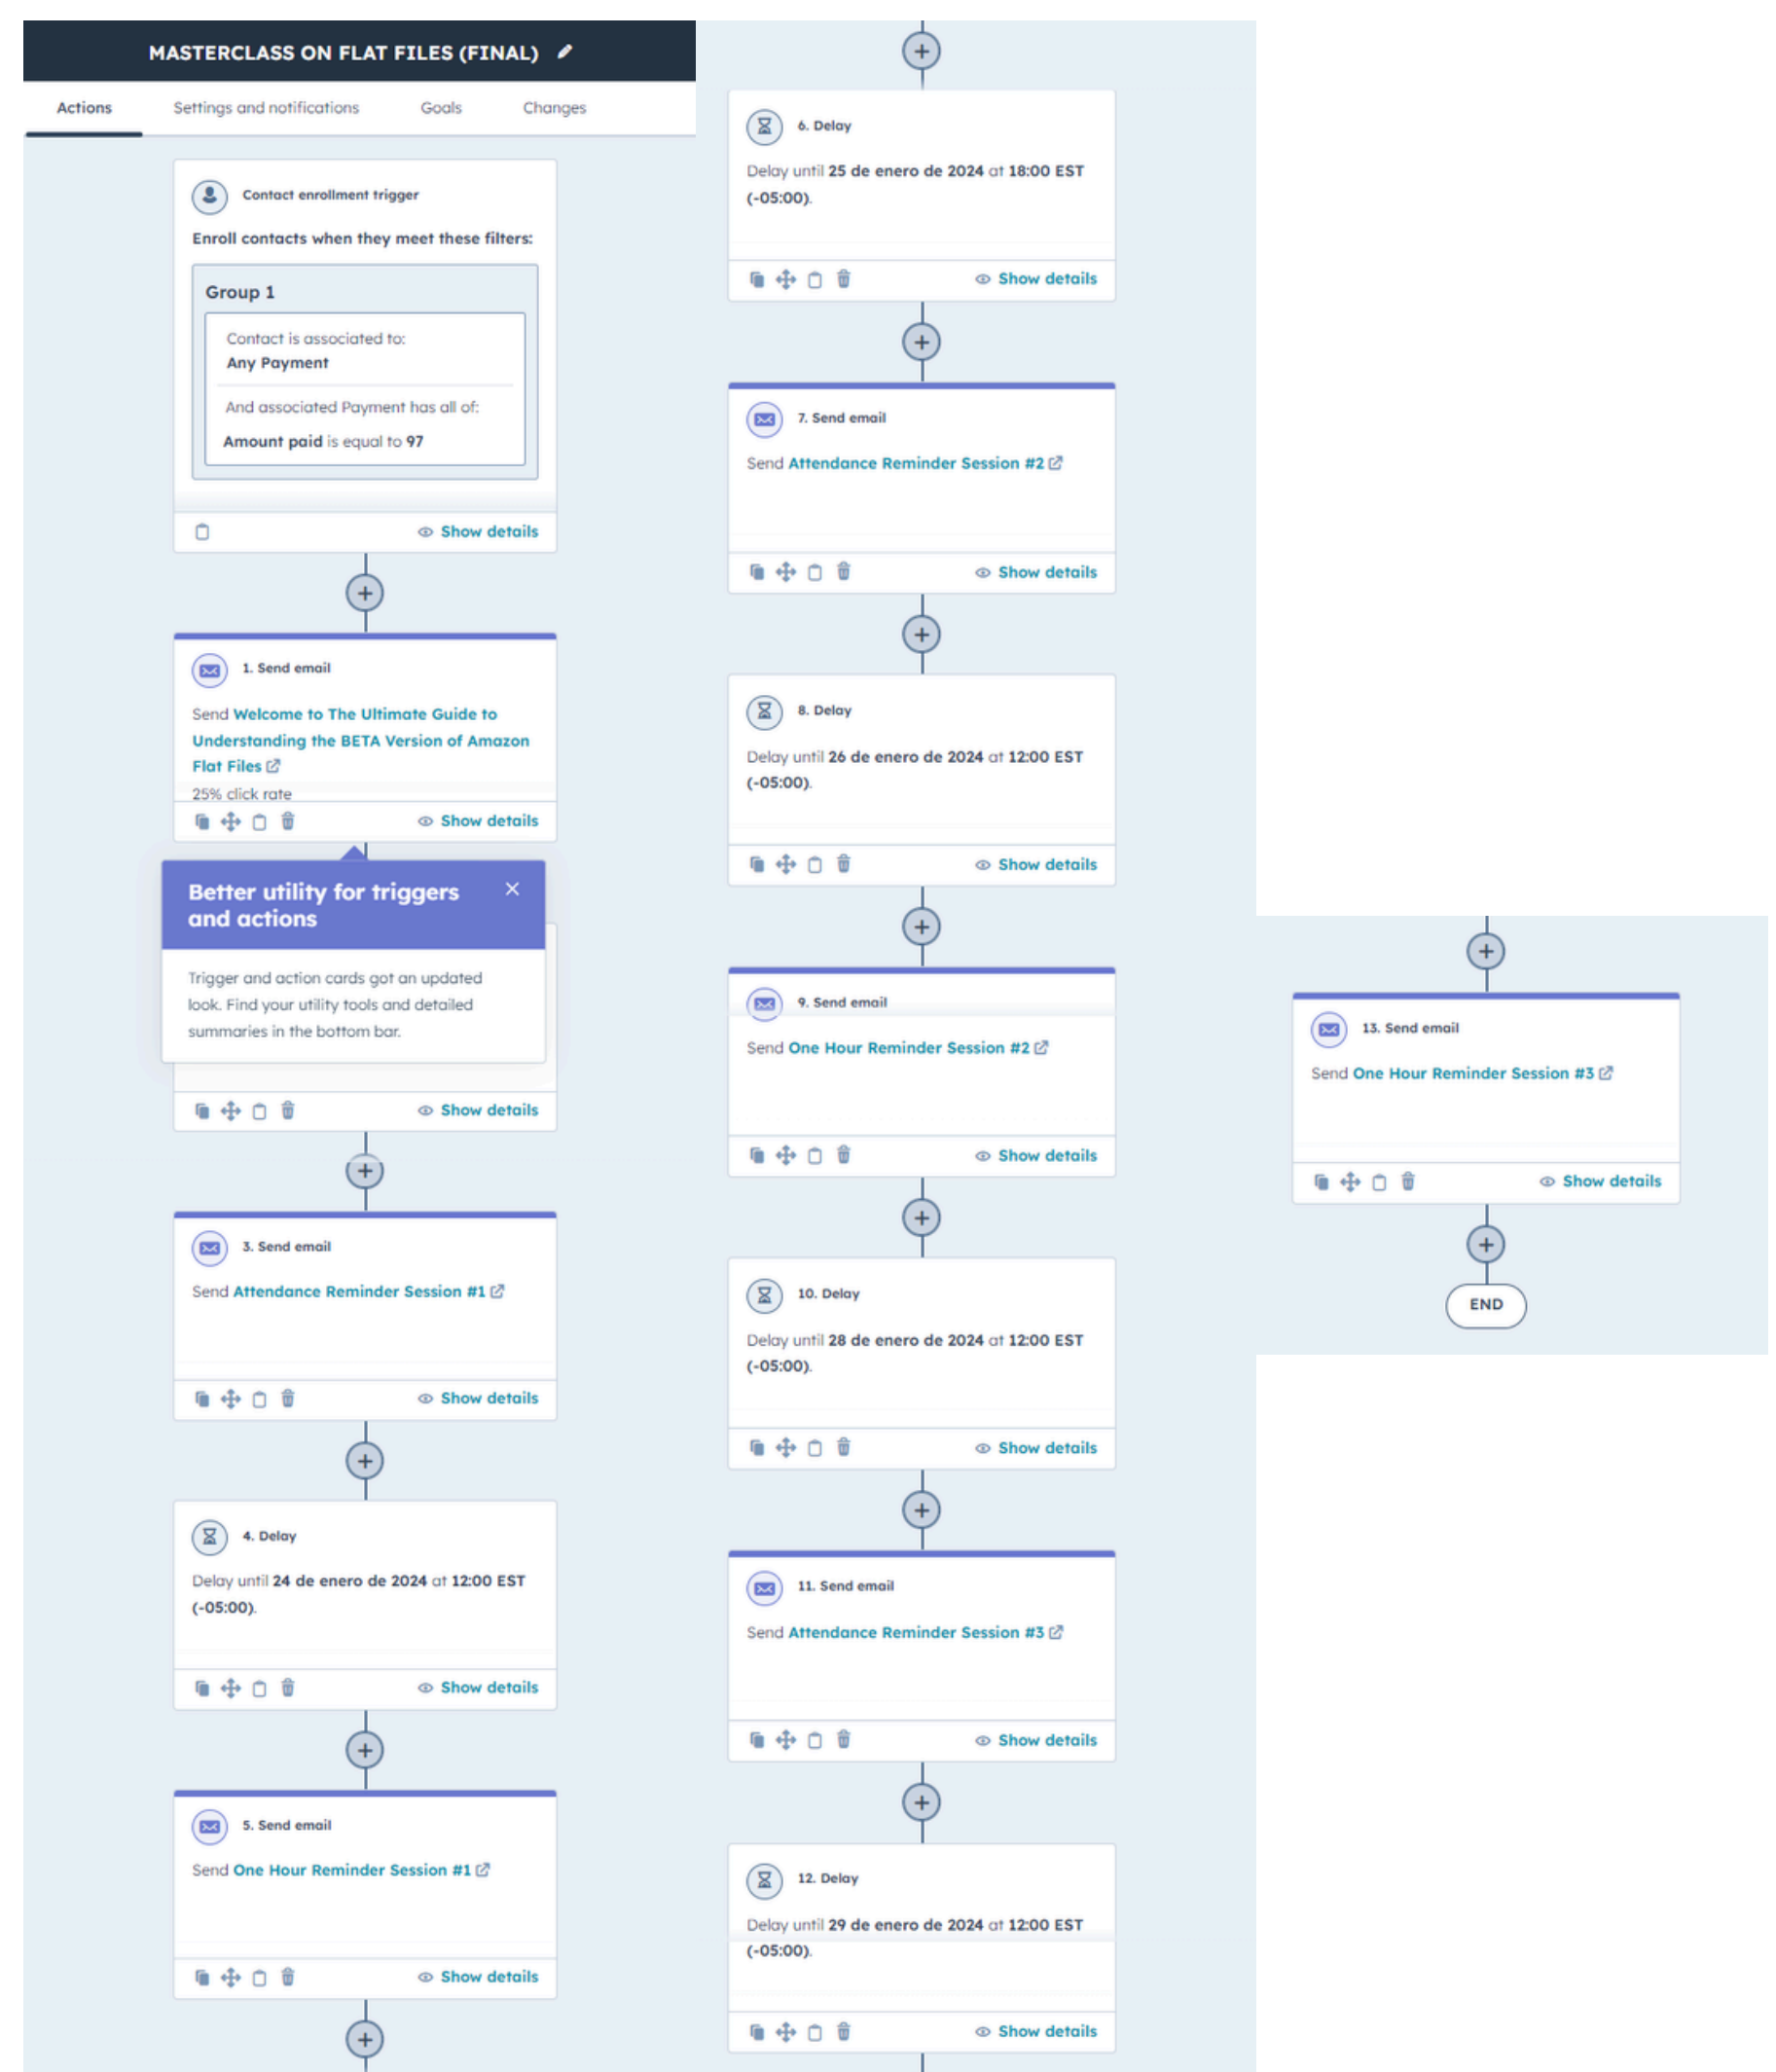 MASTERCLASS ON FLAT FILES (FINAL)
Actions
Settings and notifications
Goals
Changes
Contact enrollment trigger
Enroll contacts when they meet these filters:
Group 1
Contact is associated to:
Any Payment
And associated Payment has all of:
Amount paid is equal to 97
Show details
1. Send email
Send Welcome to The Ultimate Guide to
Understanding the BETA Version of Amazon
Flat Files
25% click rate
Show details
Better utility for triggers
and actions
Trigger and action cards got an updated
look. Find your utility tools and detailed
summaries in the bottom bar.
Show details
3. Send email
Send Attendance Reminder Session #1
Show details
4. Delay
Delay until 24 de enero de 2024 at 12:00 EST
(-05:00).
Show details
5. Send email
Send One Hour Reminder Session #1
Show details
6. Delay
Delay until 25 de enero de 2024 at 18:00 EST
(-05:00).
Show details
7. Send email
Send Attendance Reminder Session #2
Show details
8. Delay
Delay until 26 de enero de 2024 at 12:00 EST
(-05:00).
Show details
9. Send email
Send One Hour Reminder Session #2
Show details
10. Delay
Delay until 28 de enero de 2024 at 12:00 EST
(-05:00).
Show details
11. Send email
Send Attendance Reminder Session #3
Show details
12. Delay
Delay until 29 de enero de 2024 at 12:00 EST
(-05:00).
Show details
13. Send email
Send One Hour Reminder Session #3
Show details
END